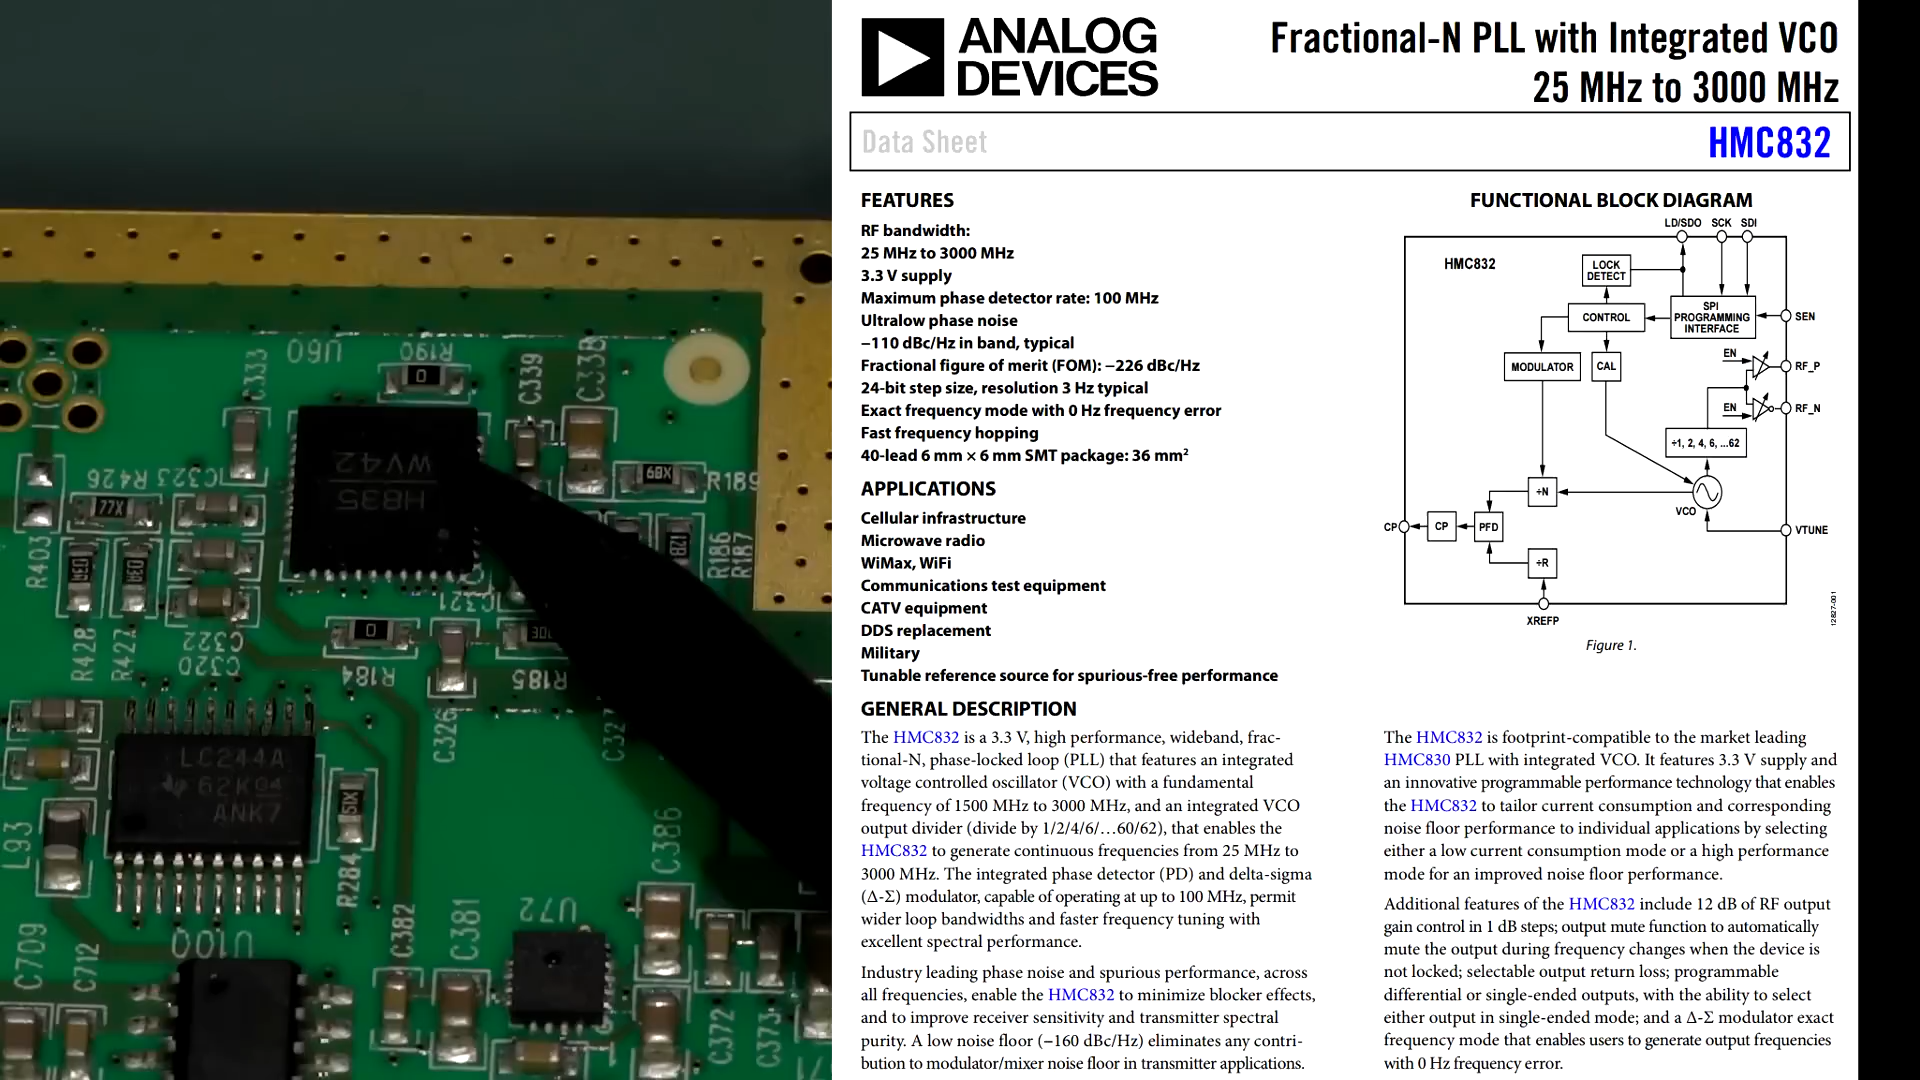 C333
U60
R190
0
C339
C338
R426
C323
77X
WV42
H835
68X
R189
R403
R186
R187
R428
R427
C322
C320
C321
0
R184
R185
C326
LC244A
62K
ANK7
L93
R284
C386
C382
C381
U72
C709
C712
U100
C372
C373
ANALOG
DEVICES
Fractional-N PLL with Integrated VCO
25 MHz to 3000 MHz
Data Sheet
HMC832
FEATURES
RF bandwidth:
25 MHz to 3000 MHz
3.3 V supply
Maximum phase detector rate: 100 MHz
Ultralow phase noise
−110 dBc/Hz in band, typical
Fractional figure of merit (FOM): −226 dBc/Hz
24-bit step size, resolution 3 Hz typical
Exact frequency mode with 0 Hz frequency error
Fast frequency hopping
40-lead 6 mm × 6 mm SMT package: 36 mm²
APPLICATIONS
Cellular infrastructure
Microwave radio
WiMax, WiFi
Communications test equipment
CATV equipment
DDS replacement
Military
Tunable reference source for spurious-free performance
GENERAL DESCRIPTION
The HMC832 is a 3.3 V, high performance, wideband, frac-
tional-N, phase-locked loop (PLL) that features an integrated
voltage controlled oscillator (VCO) with a fundamental
frequency of 1500 MHz to 3000 MHz, and an integrated VCO
output divider (divide by 1/2/4/6/…60/62), that enables the
HMC832 to generate continuous frequencies from 25 MHz to
3000 MHz. The integrated phase detector (PD) and delta-sigma
(Δ-Σ) modulator, capable of operating at up to 100 MHz, permit
wider loop bandwidths and faster frequency tuning with
excellent spectral performance.
Industry leading phase noise and spurious performance, across
all frequencies, enable the HMC832 to minimize blocker effects,
and to improve receiver sensitivity and transmitter spectral
purity. A low noise floor (−160 dBc/Hz) eliminates any contri-
bution to modulator/mixer noise floor in transmitter applications.
FUNCTIONAL BLOCK DIAGRAM
LD/SDO SCK SDI
HMC832
LOCK
DETECT
SPI
PROGRAMMING
INTERFACE
CONTROL
SEN
MODULATOR
CAL
EN
RF_P
EN
RF_N
÷1, 2, 4, 6, ...62
÷N
VCO
CP
CP
PFD
VTUNE
÷R
XREFP
12827-001
Figure 1.
The HMC832 is footprint-compatible to the market leading
HMC830 PLL with integrated VCO. It features 3.3 V supply and
an innovative programmable performance technology that enables
the HMC832 to tailor current consumption and corresponding
noise floor performance to individual applications by selecting
either a low current consumption mode or a high performance
mode for an improved noise floor performance.
Additional features of the HMC832 include 12 dB of RF output
gain control in 1 dB steps; output mute function to automatically
mute the output during frequency changes when the device is
not locked; selectable output return loss; programmable
differential or single-ended outputs, with the ability to select
either output in single-ended mode; and a Δ-Σ modulator exact
frequency mode that enables users to generate output frequencies
with 0 Hz frequency error.